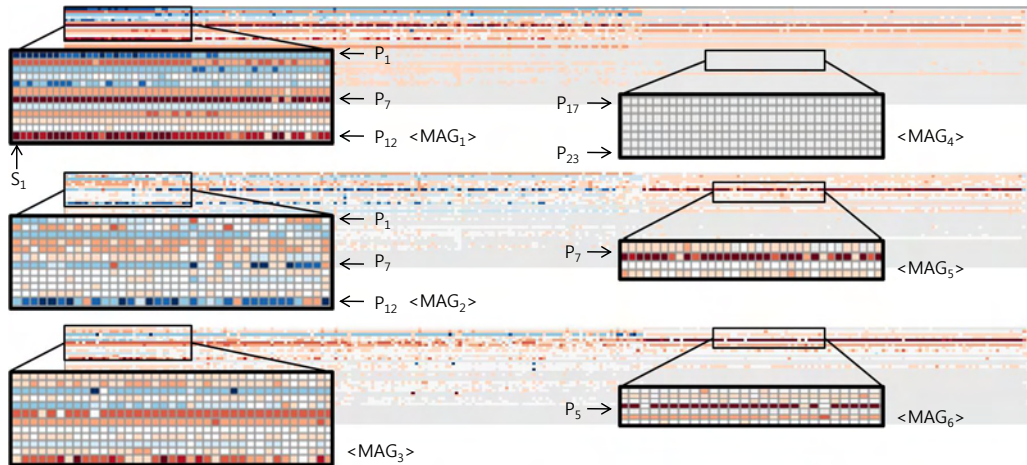 P1
P7
P12 <MAG1>
S1
P17
<MAG4>
P23
P1
P7
P12 <MAG2>
P7
<MAG5>
<MAG3>
P5
<MAG6>